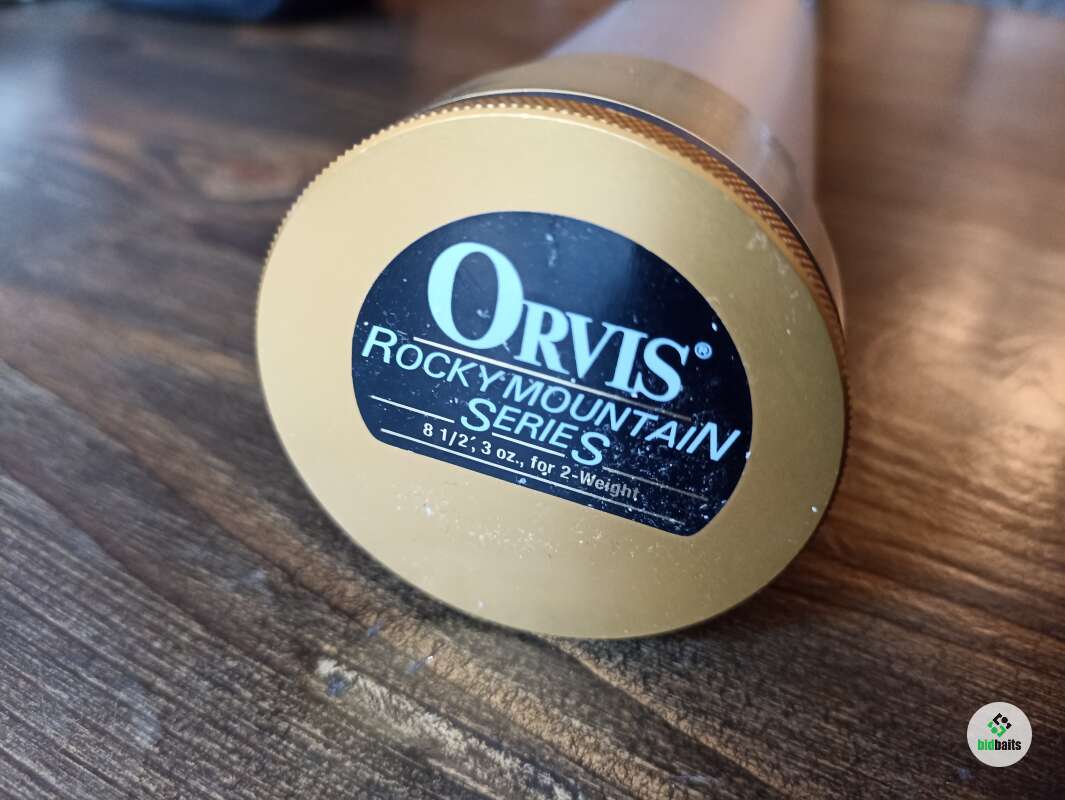 ORVIS®
ROCKY MOUNTAIN
SERIES
8 1/2', 3 oz., for 2-Weight
bidbaits